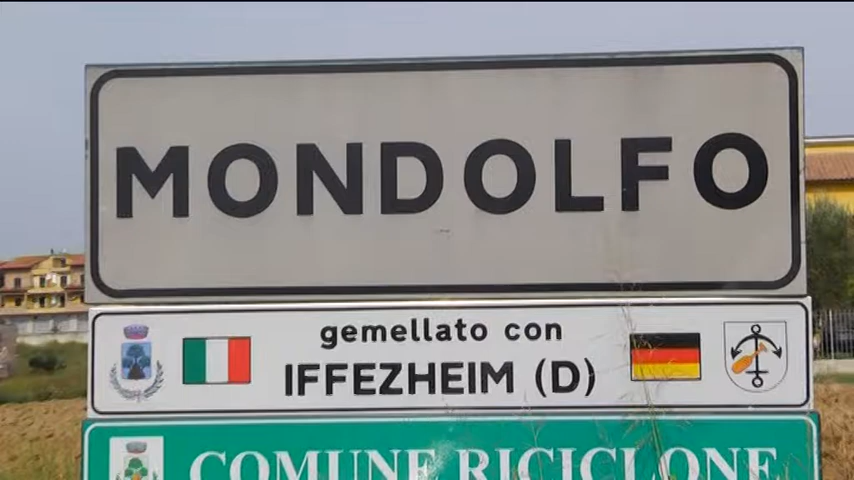 MONDOLFO
gemellato con
IFFEZHEIM (D)
COMUNE RICICLONE